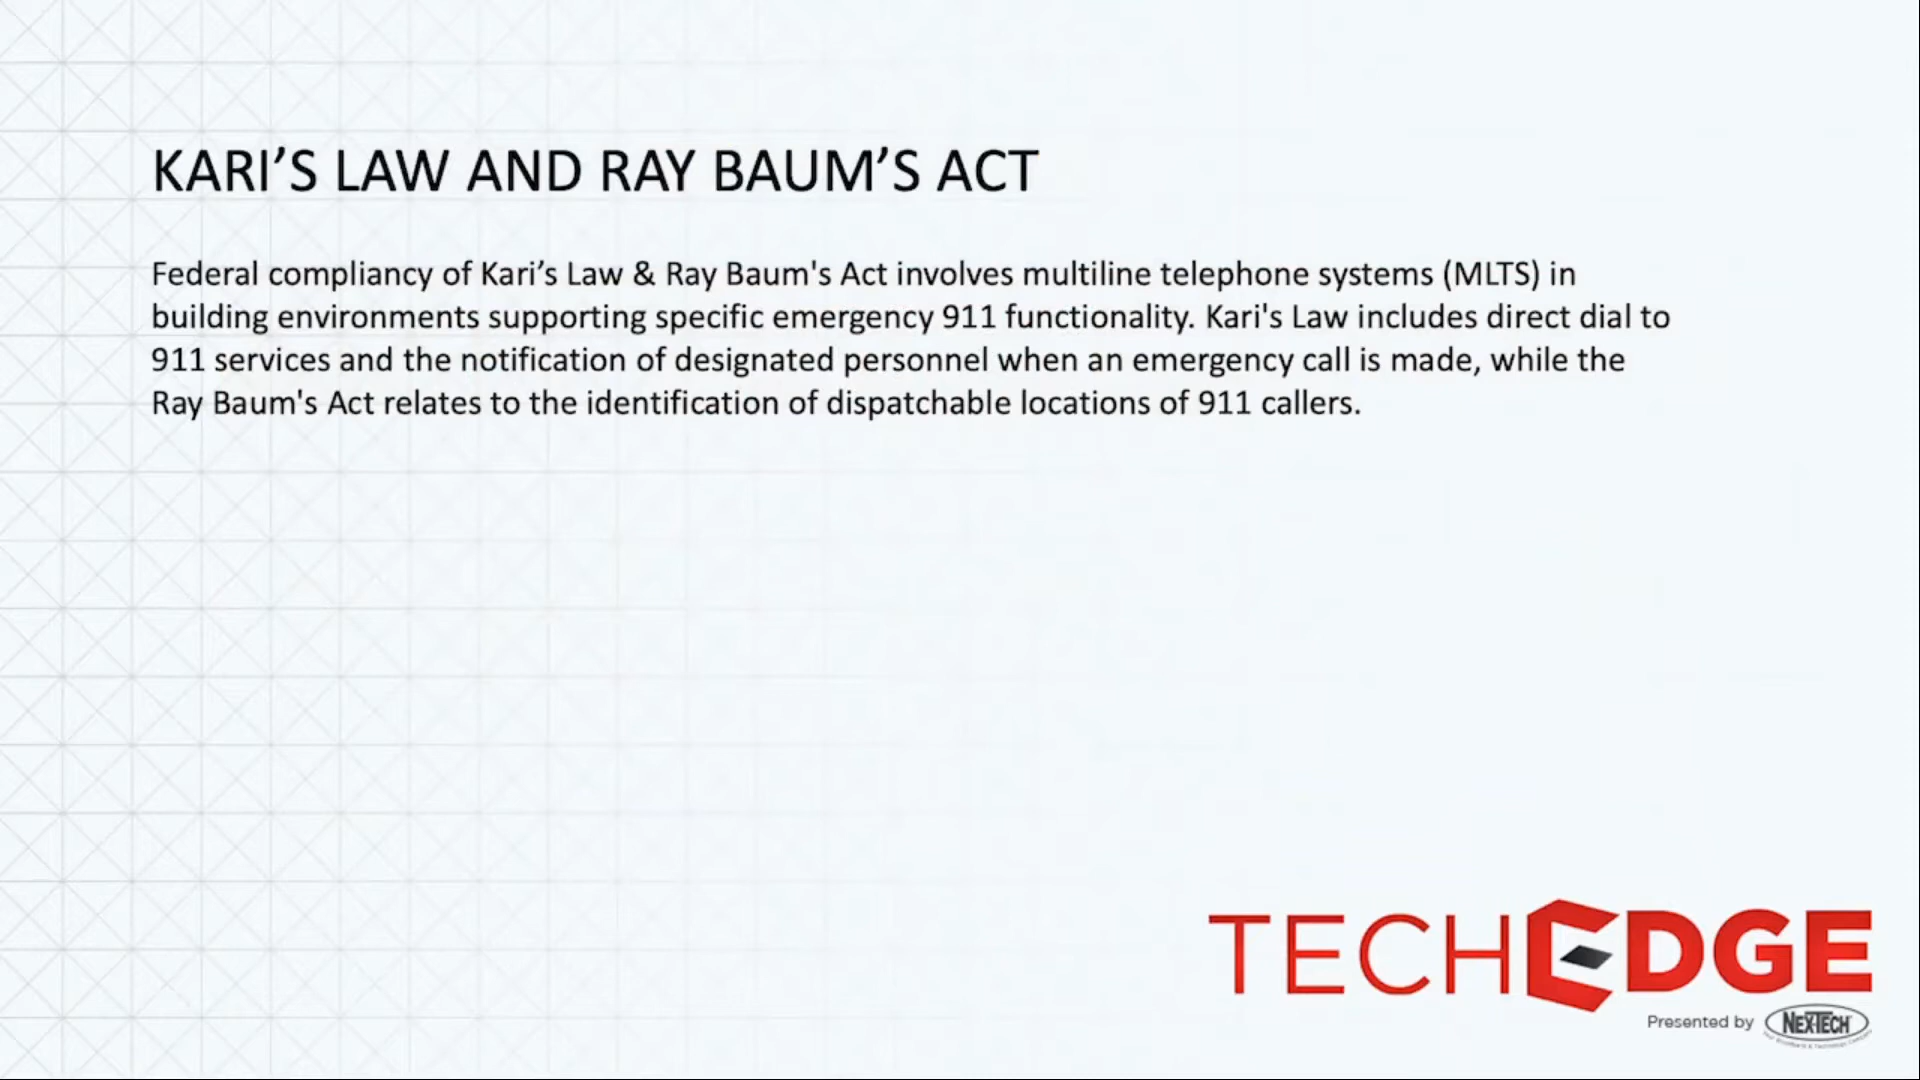 KARI’S LAW AND RAY BAUM’S ACT
Federal compliancy of Kari’s Law & Ray Baum's Act involves multiline telephone systems (MLTS) in
building environments supporting specific emergency 911 functionality. Kari's Law includes direct dial to
911 services and the notification of designated personnel when an emergency call is made, while the
Ray Baum's Act relates to the identification of dispatchable locations of 911 callers.
TECHEDGE
Presented by NEX-TECH